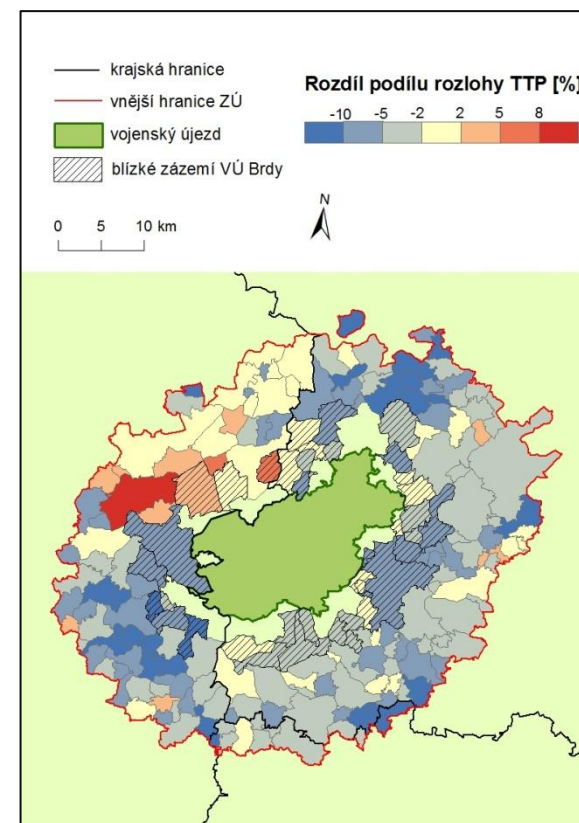 krajská hranice
vnější hranice ZÚ
vojenský újezd
blízké zázemí VÚ Brdy
Rozdíl podílu rozlohy TTP [%]
-10 -5 -2 2 5 8
0 5 10 km
N